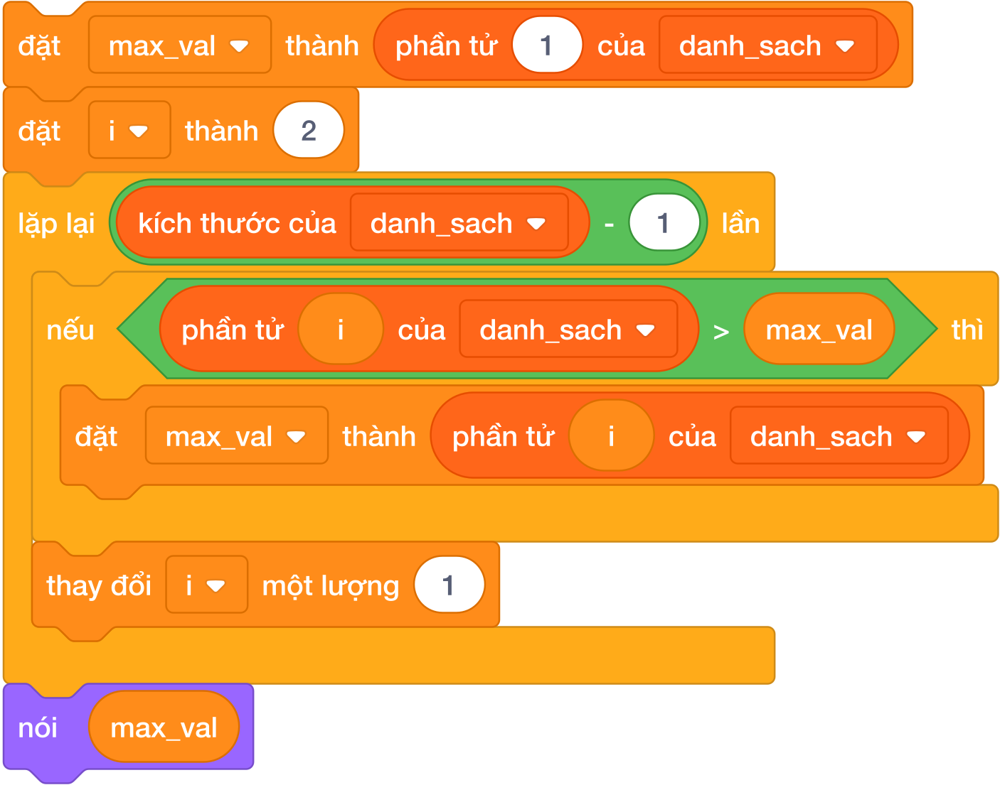 đặt max_val thành phần tử 1 của danh_sach
đặt i thành 2
lặp lại kích thước của danh_sach - 1 lần
nếu phần tử i của danh_sach > max_val thì
đặt max_val thành phần tử i của danh_sach
thay đổi i một lượng 1
nói max_val